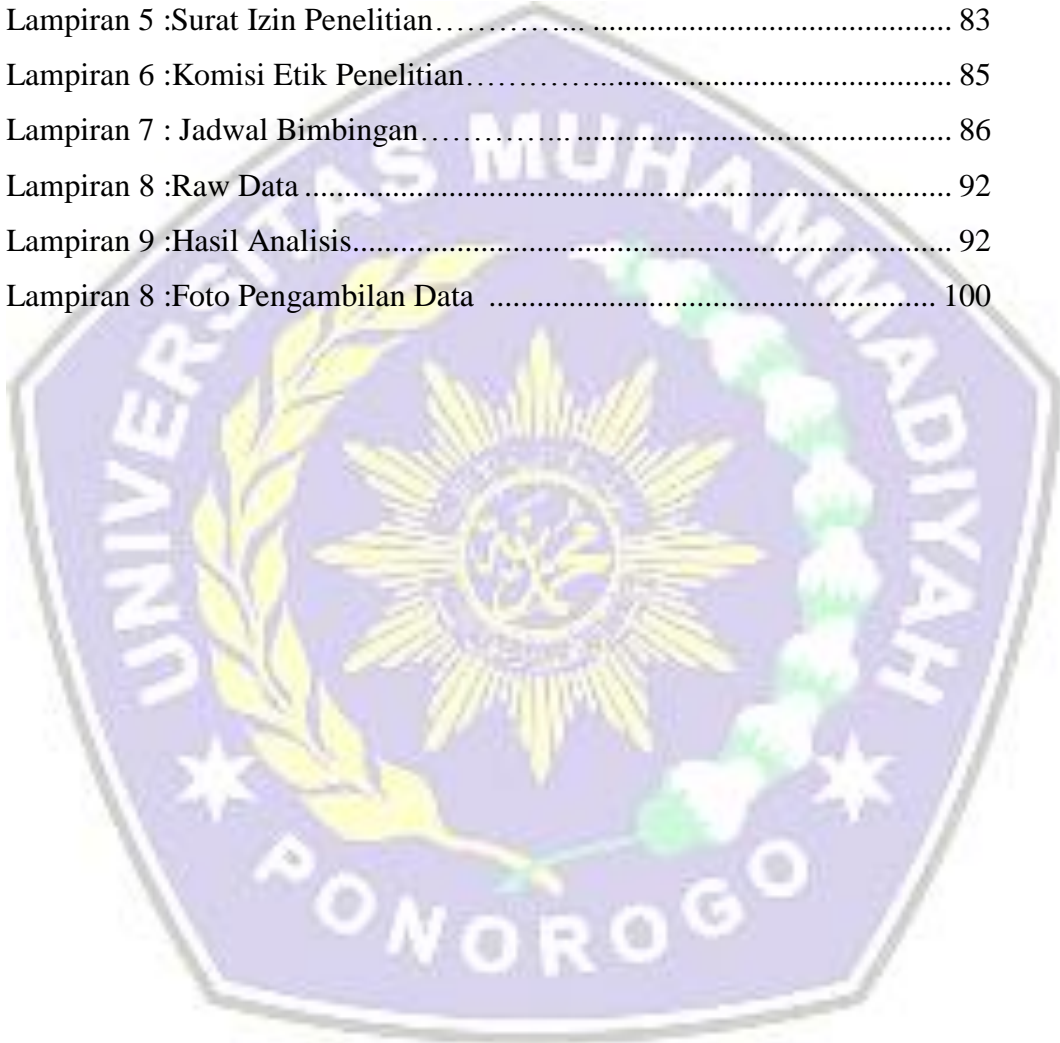 Lampiran 5 :Surat Izin Penelitian………….. ............................................... 83
Lampiran 6 :Komisi Etik Penelitian…………............................................. 85
Lampiran 7 : Jadwal Bimbingan………….. ................................................. 86
Lampiran 8 :Raw Data ..................................................................................... 92
Lampiran 9 :Hasil Analisis............................................................................... 92
Lampiran 8 :Foto Pengambilan Data .......................................................... 100
UNIVERSITAS MUHAMMADIYAH
PONOROGO